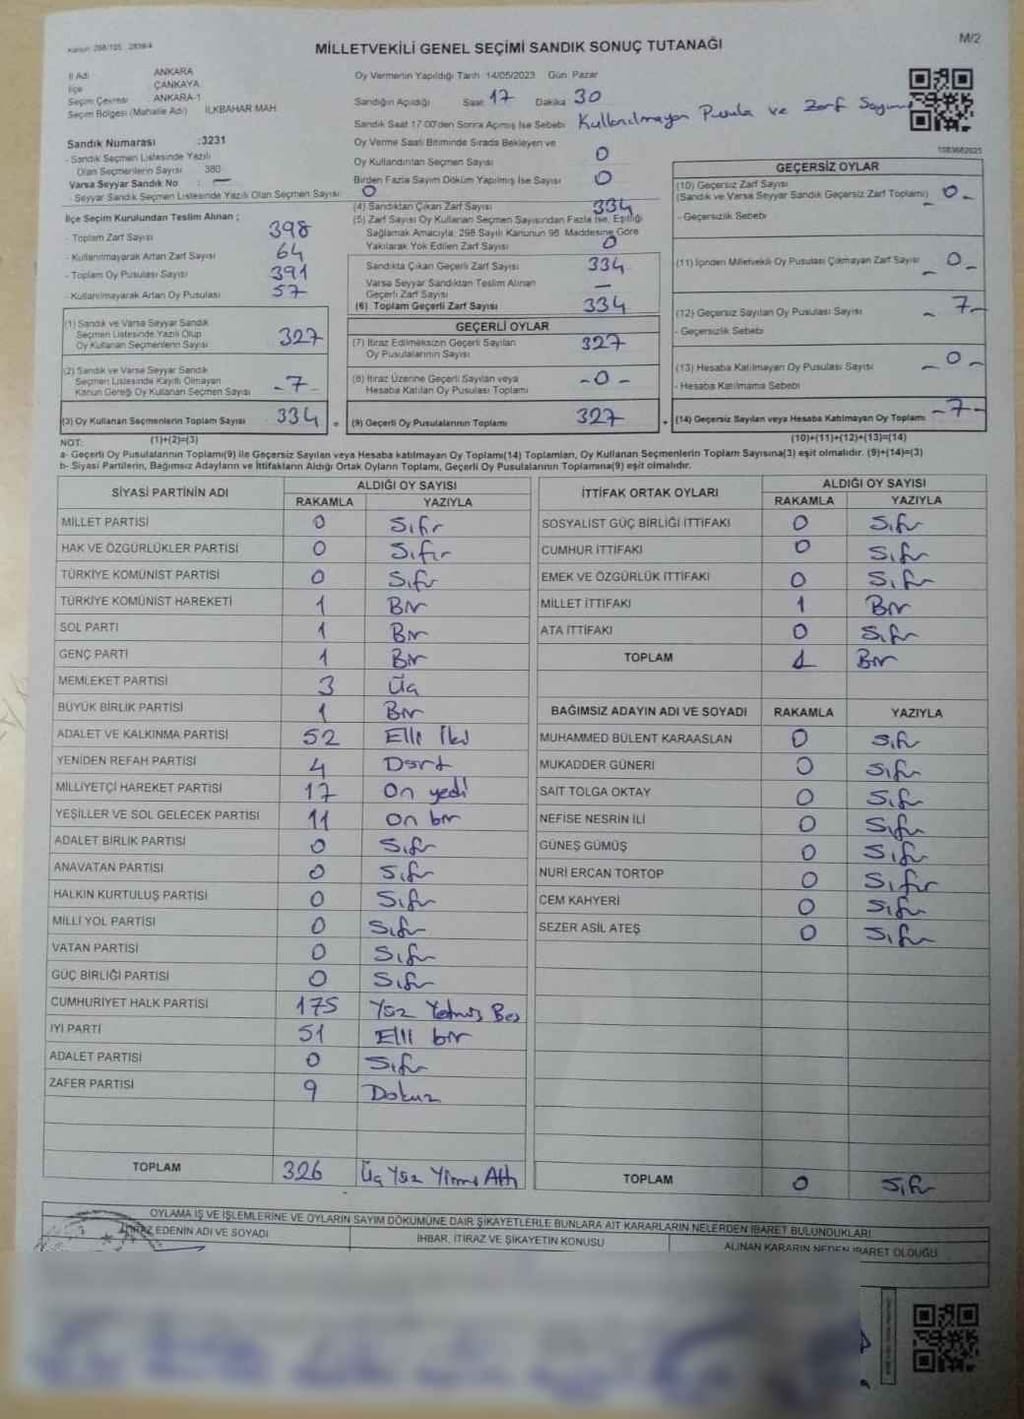 Kanun: 298/105 , 2839/4
MİLLETVEKİLİ GENEL SEÇİMİ SANDIK SONUÇ TUTANAĞI
M/2
İl Adı ANKARA
İlçe ÇANKAYA
Seçim Çevresi ANKARA-1
Seçim Bölgesi (Mahalle Adı) İLKBAHAR MAH
Oy Vermenin Yapıldığı Tarih 14/05/2023 Gün Pazar
Sandığın Açıldığı Saat 17 Dakika 30
Sandık Saat 17:00'den Sonra Açılmış İse Sebebi Kullanılmayan Pusula ve Zarf Sayımı
Sandık Numarası :3231
- Sandık Seçmen Listesinde Yazılı
Olan Seçmenlerin Sayısı 380
Varsa Seyyar Sandık No : —
- Seyyar Sandık Seçmen Listesinde Yazılı Olan Seçmen Sayısı 0
Oy Verme Saati Bitiminde Sırada Bekleyen ve
Oy Kullandırılan Seçmen Sayısı 0
Birden Fazla Sayım Döküm Yapılmış İse Sayısı 0
İlçe Seçim Kurulundan Teslim Alınan ;
- Toplam Zarf Sayısı 398
- Kullanılmayarak Artan Zarf Sayısı 64
- Toplam Oy Pusulası Sayısı 391
- Kullanılmayarak Artan Oy Pusulası 57
(4) Sandıktan Çıkan Zarf Sayısı 334
(5) Zarf Sayısı Oy Kullanan Seçmen Sayısından Fazla İse, Eşitliği
Sağlamak Amacıyla, 298 Sayılı Kanunun 98. Maddesine Göre
Yakılarak Yok Edilen Zarf Sayısı 0
Sandıkta Çıkan Geçerli Zarf Sayısı 334
Varsa Seyyar Sandıktan Teslim Alınan
Geçerli Zarf Sayısı —
(6) Toplam Geçerli Zarf Sayısı 334
1083682025
GEÇERSİZ OYLAR
(10) Geçersiz Zarf Sayısı
(Sandık ve Varsa Seyyar Sandık Geçersiz Zarf Toplamı) - 0 -
- Geçersizlik Sebebi
(11) İçinden Milletvekili Oy Pusulası Çıkmayan Zarf Sayısı - 0 -
(12) Geçersiz Sayılan Oy Pusulası Sayısı - 7 -
- Geçersizlik Sebebi
(13) Hesaba Katılmayan Oy Pusulası Sayısı - 0 -
- Hesaba Katılmama Sebebi
(14) Geçersiz Sayılan veya Hesaba Katılmayan Oy Toplamı - 7 -
(1) Sandık ve Varsa Seyyar Sandık
Seçmen Listesinde Yazılı Olup
Oy Kullanan Seçmenlerin Sayısı 327
(2) Sandık ve Varsa Seyyar Sandık
Seçmen Listesinde Kayıtlı Olmayan
Kanun Gereği Oy Kullanan Seçmen Sayısı - 7 -
(3) Oy Kullanan Seçmenlerin Toplam Sayısı 334 =
GEÇERLİ OYLAR
(7) İtiraz Edilmeksizin Geçerli Sayılan
Oy Pusulalarının Sayısı 327
(8) İtiraz Üzerine Geçerli Sayılan veya
Hesaba Katılan Oy Pusulası Toplamı - 0 -
(9) Geçerli Oy Pusulalarının Toplamı 327 +
NOT: (1)+(2)=(3) (10)+(11)+(12)+(13)=(14)
a- Geçerli Oy Pusulalarının Toplamı(9) ile Geçersiz Sayılan veya Hesaba katılmayan Oy Toplamı(14) Toplamları, Oy Kullanan Seçmenlerin Toplam Sayısına(3) eşit olmalıdır. (9)+(14)=(3)
b- Siyasi Partilerin, Bağımsız Adayların ve İttifakların Aldığı Ortak Oyların Toplamı, Geçerli Oy Pusulalarının Toplamına(9) eşit olmalıdır.
SİYASİ PARTİNİN ADI ALDIĞI OY SAYISI
RAKAMLA YAZIYLA
MİLLET PARTİSİ 0 Sıfır
HAK VE ÖZGÜRLÜKLER PARTİSİ 0 Sıfır
TÜRKİYE KOMÜNİST PARTİSİ 0 Sıfır
TÜRKİYE KOMÜNİST HAREKETİ 1 Bir
SOL PARTİ 1 Bir
GENÇ PARTİ 1 Bir
MEMLEKET PARTİSİ 3 Üç
BÜYÜK BİRLİK PARTİSİ 1 Bir
ADALET VE KALKINMA PARTİSİ 52 Elli İki
YENİDEN REFAH PARTİSİ 4 Dört
MİLLİYETÇİ HAREKET PARTİSİ 17 On yedi
YEŞİLLER VE SOL GELECEK PARTİSİ 11 On bir
ADALET BİRLİK PARTİSİ 0 Sıfır
ANAVATAN PARTİSİ 0 Sıfır
HALKIN KURTULUŞ PARTİSİ 0 Sıfır
MİLLİ YOL PARTİSİ 0 Sıfır
VATAN PARTİSİ 0 Sıfır
GÜÇ BİRLİĞİ PARTİSİ 0 Sıfır
CUMHURİYET HALK PARTİSİ 175 Yüz Yetmiş Beş
İYİ PARTİ 51 Elli bir
ADALET PARTİSİ 0 Sıfır
ZAFER PARTİSİ 9 Dokuz
TOPLAM 326 Üç Yüz Yirmi Altı
İTTİFAK ORTAK OYLARI ALDIĞI OY SAYISI
RAKAMLA YAZIYLA
SOSYALİST GÜÇ BİRLİĞİ İTTİFAKI 0 Sıfır
CUMHUR İTTİFAKI 0 Sıfır
EMEK VE ÖZGÜRLÜK İTTİFAKI 0 Sıfır
MİLLET İTTİFAKI 1 Bir
ATA İTTİFAKI 0 Sıfır
TOPLAM 1 Bir
BAĞIMSIZ ADAYIN ADI VE SOYADI RAKAMLA YAZIYLA
MUHAMMED BÜLENT KARAASLAN 0 Sıfır
MUKADDER GÜNERİ 0 Sıfır
SAİT TOLGA OKTAY 0 Sıfır
NEFİSE NESRİN İLİ 0 Sıfır
GÜNEŞ GÜMÜŞ 0 Sıfır
NURİ ERCAN TORTOP 0 Sıfır
CEM KAHYERİ 0 Sıfır
SEZER ASİL ATEŞ 0 Sıfır
TOPLAM 0 Sıfır
OYLAMA İŞ VE İŞLEMLERİNE VE OYLARIN SAYIM DÖKÜMÜNE DAİR ŞİKAYETLERLE BUNLARA AİT KARARLARIN NELERDEN İBARET BULUNDUKLARI
İTİRAZ EDENİN ADI VE SOYADI İHBAR, İTİRAZ VE ŞİKAYETİN KONUSU ALINAN KARARIN NEDEN İBARET OLDUĞU